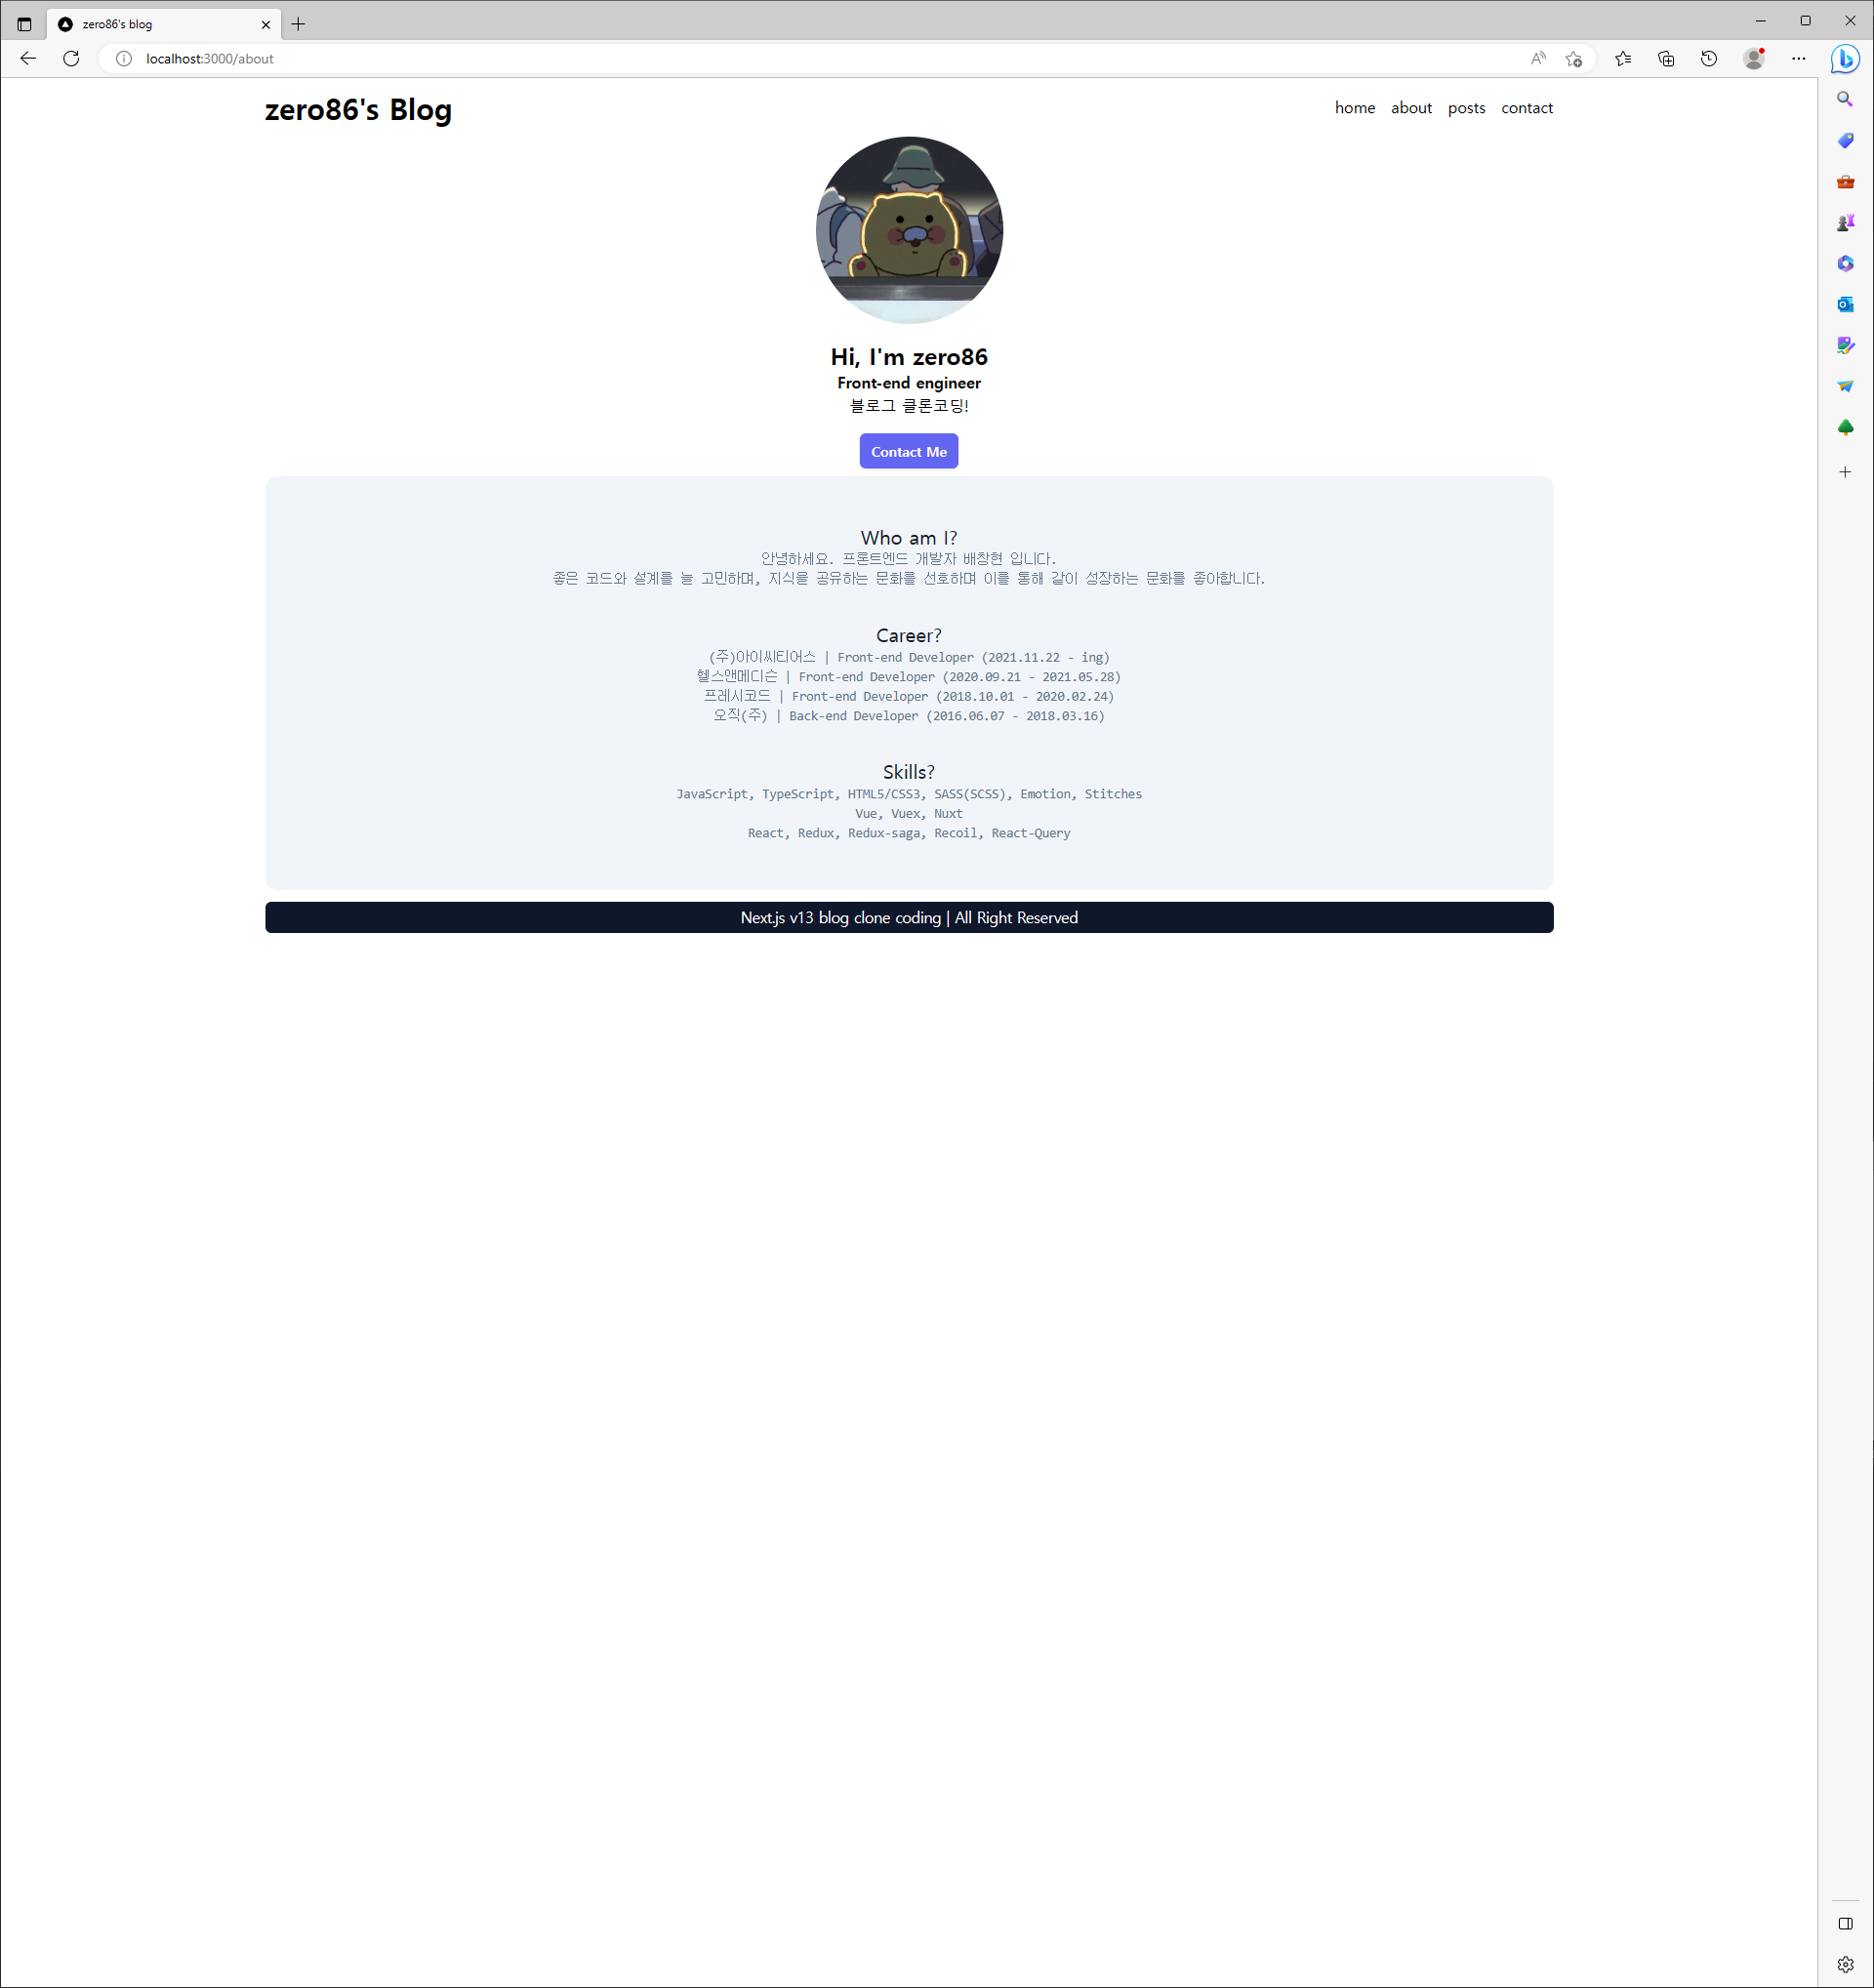 zero86's blog
localhost:3000/about
zero86's Blog
home about posts contact
Hi, I'm zero86
Front-end engineer
블로그 클론코딩!
Contact Me
Who am I?
안녕하세요. 프론트엔드 개발자 배창현 입니다.
좋은 코드와 설계를 늘 고민하며, 지식을 공유하는 문화를 선호하며 이를 통해 같이 성장하는 문화를 좋아합니다.
Career?
(주)아이씨티어스 | Front-end Developer (2021.11.22 - ing)
헬스앤메디슨 | Front-end Developer (2020.09.21 - 2021.05.28)
프레시코드 | Front-end Developer (2018.10.01 - 2020.02.24)
오직(주) | Back-end Developer (2016.06.07 - 2018.03.16)
Skills?
JavaScript, TypeScript, HTML5/CSS3, SASS(SCSS), Emotion, Stitches
Vue, Vuex, Nuxt
React, Redux, Redux-saga, Recoil, React-Query
Next.js v13 blog clone coding | All Right Reserved